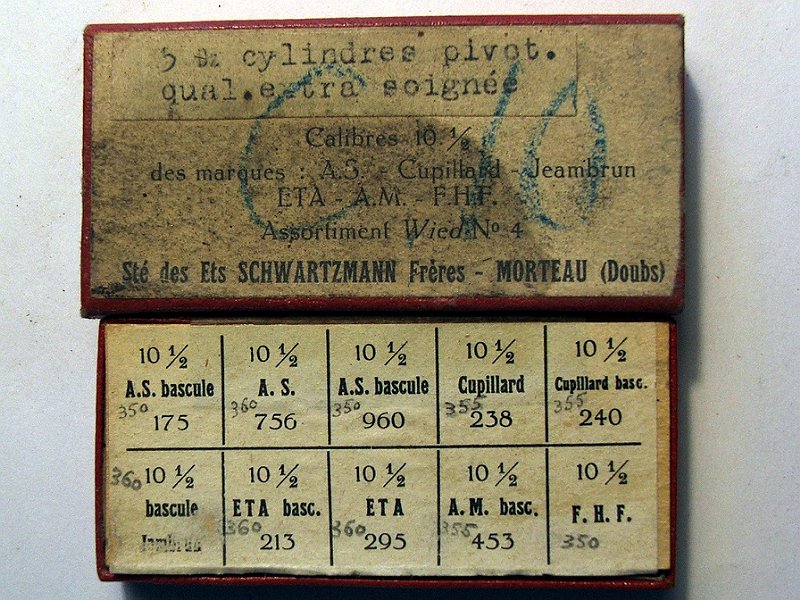 5 Dz cylindres pivot.
qual.extra soignée
Calibres 10 ½
des marques : A.S. - Cupillard - Jeambrun
ETA - A.M. - F.H.F.
Assortiment Wied Nº 4
Sté des Ets SCHWARTZMANN Frères - MORTEAU (Doubs)
10 ½
A.S. bascule
350
175
10 ½
A. S.
360
756
10 ½
A.S. bascule
350
960
10 ½
Cupillard
355
238
10 ½
Cupillard basc.
355
240
360
10 ½
bascule
10 ½
ETA basc.
360
213
10 ½
ETA
360
295
10 ½
A.M. basc.
355
453
10 ½
F. H. F.
350